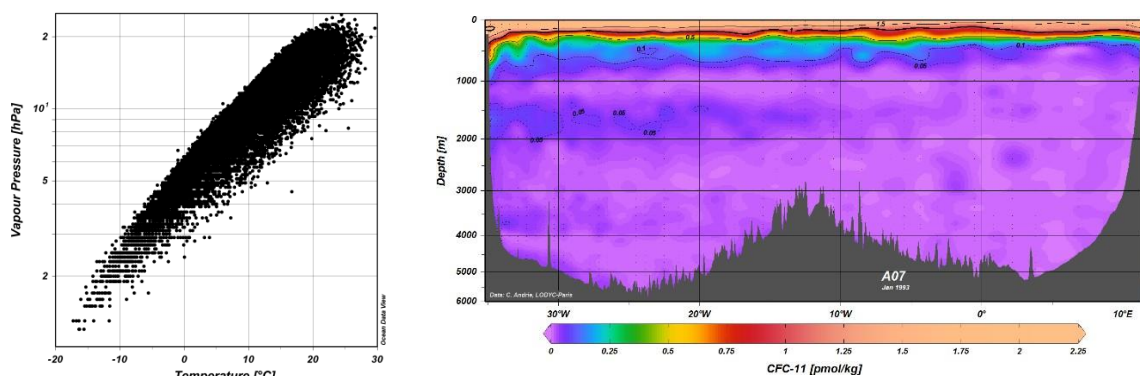 Vapour Pressure [hPa]
2
10¹
5
2
-20 -10 0 10 20 30
Temperature [°C]
Ocean Data View
Depth [m]
0
1000
2000
3000
4000
5000
6000
1.5
1
0.5
0.1
0.1
0.05
0.05
0.05
0.05
0.05
A07
Jan 1993
Data: C. Andrie, LODYC-Paris
30°W 20°W 10°W 0° 10°E
0 0.25 0.5 0.75 1 1.25 1.5 1.75 2 2.25
CFC-11 [pmol/kg]